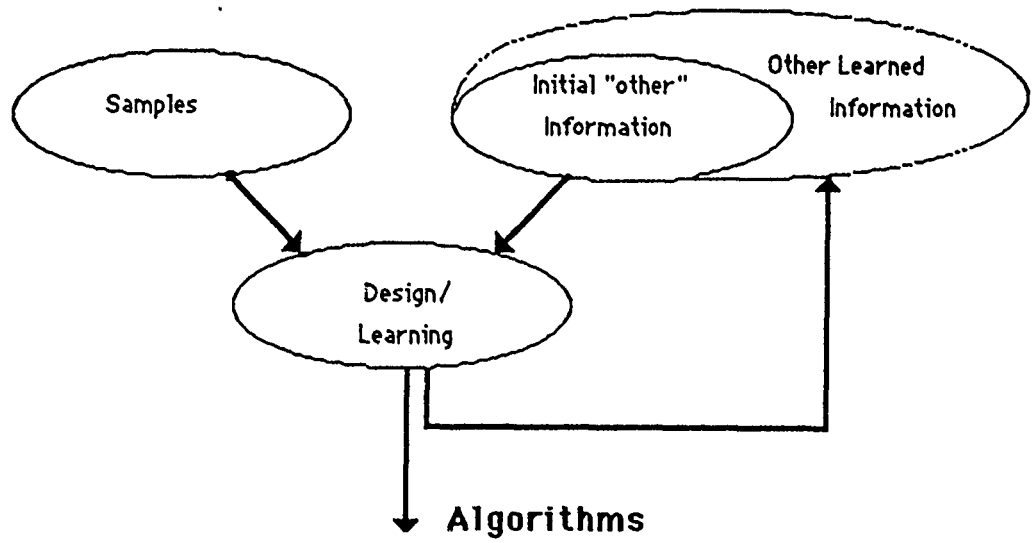 Samples
Initial "other"
Information
Other Learned
Information
Design/
Learning
Algorithms